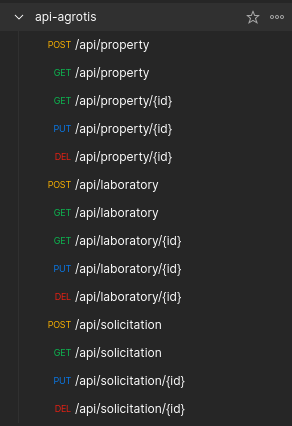 api-agrotis
POST /api/property
GET /api/property
GET /api/property/{id}
PUT /api/property/{id}
DEL /api/property/{id}
POST /api/laboratory
GET /api/laboratory
GET /api/laboratory/{id}
PUT /api/laboratory/{id}
DEL /api/laboratory/{id}
POST /api/solicitation
GET /api/solicitation
PUT /api/solicitation/{id}
DEL /api/solicitation/{id}